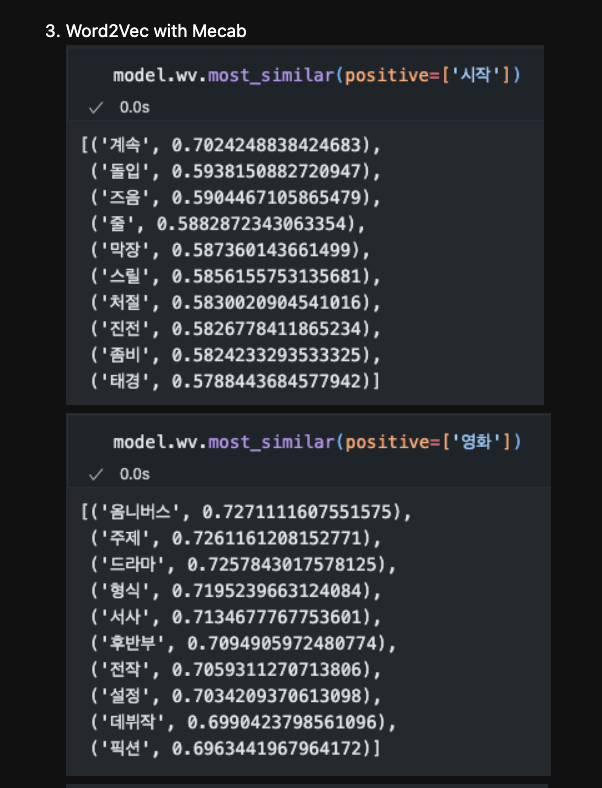 3. Word2Vec with Mecab
model.wv.most_similar(positive=['시작'])
✓ 0.0s
[('계속', 0.7024248838424683),
('돌입', 0.5938150882720947),
('즈음', 0.5904467105865479),
('줄', 0.5882872343063354),
('막장', 0.587360143661499),
('스릴', 0.5856155753135681),
('처절', 0.5830020904541016),
('진전', 0.5826778411865234),
('좀비', 0.5824233293533325),
('태경', 0.5788443684577942)]
model.wv.most_similar(positive=['영화'])
✓ 0.0s
[('옴니버스', 0.7271111607551575),
('주제', 0.7261161208152771),
('드라마', 0.7257843017578125),
('형식', 0.7195239663124084),
('서사', 0.7134677767753601),
('후반부', 0.7094905972480774),
('전작', 0.7059311270713806),
('설정', 0.7034209370613098),
('데뷔작', 0.6990423798561096),
('픽션', 0.6963441967964172)]